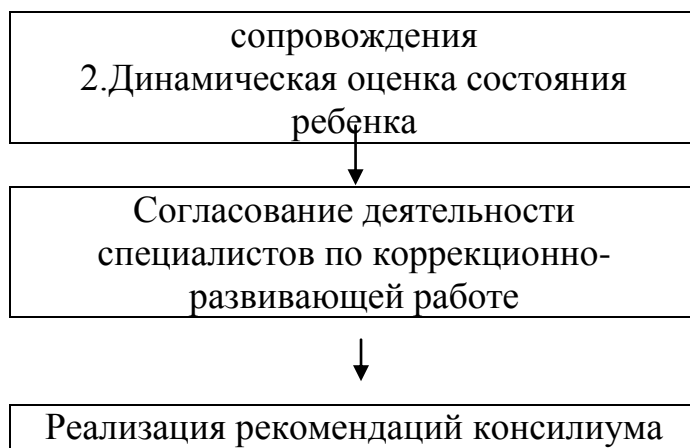 сопровождения
2.Динамическая оценка состояния
ребенка
Согласование деятельности
специалистов по коррекционно-
развивающей работе
Реализация рекомендаций консилиума